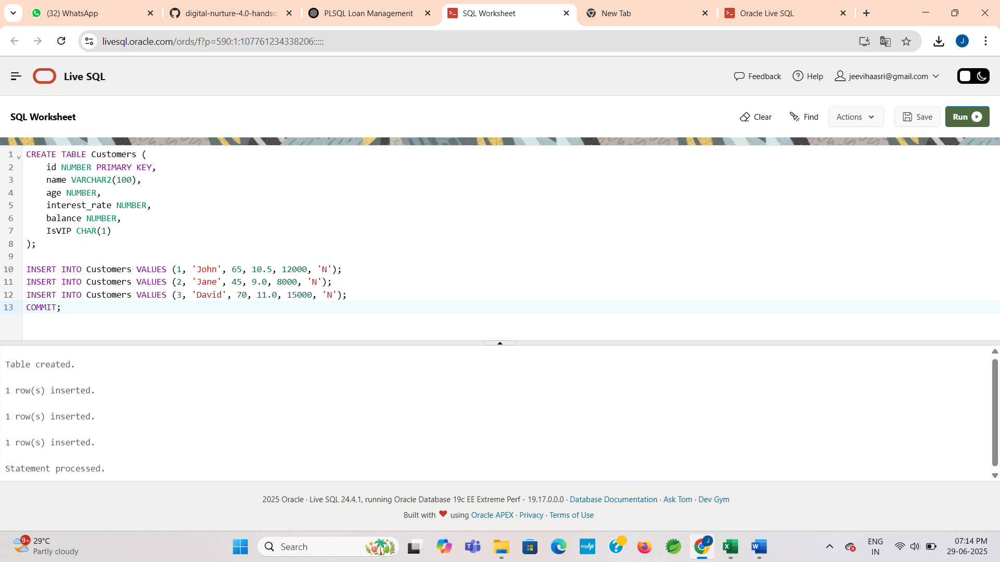 (32) WhatsApp
digital-nurture-4.0-handso
PLSQL Loan Management
SQL Worksheet
New Tab
Oracle Live SQL
livesql.oracle.com/ords/f?p=590:1:107761234338206:::::
J
Live SQL
Feedback
Help
jeevihaasri@gmail.com
SQL Worksheet
Clear
Find
Actions
Save
Run
1 CREATE TABLE Customers (
2 id NUMBER PRIMARY KEY,
3 name VARCHAR2(100),
4 age NUMBER,
5 interest_rate NUMBER,
6 balance NUMBER,
7 IsVIP CHAR(1)
8 );
9
10 INSERT INTO Customers VALUES (1, 'John', 65, 10.5, 12000, 'N');
11 INSERT INTO Customers VALUES (2, 'Jane', 45, 9.0, 8000, 'N');
12 INSERT INTO Customers VALUES (3, 'David', 70, 11.0, 15000, 'N');
13 COMMIT;
Table created.
1 row(s) inserted.
1 row(s) inserted.
1 row(s) inserted.
Statement processed.
2025 Oracle · Live SQL 24.4.1, running Oracle Database 19c EE Extreme Perf - 19.17.0.0.0 · Database Documentation · Ask Tom · Dev Gym
Built with ❤ using Oracle APEX · Privacy · Terms of Use
9+
29°C
Partly cloudy
Search
myhp
J
ENG
IN
07:14 PM
29-06-2025